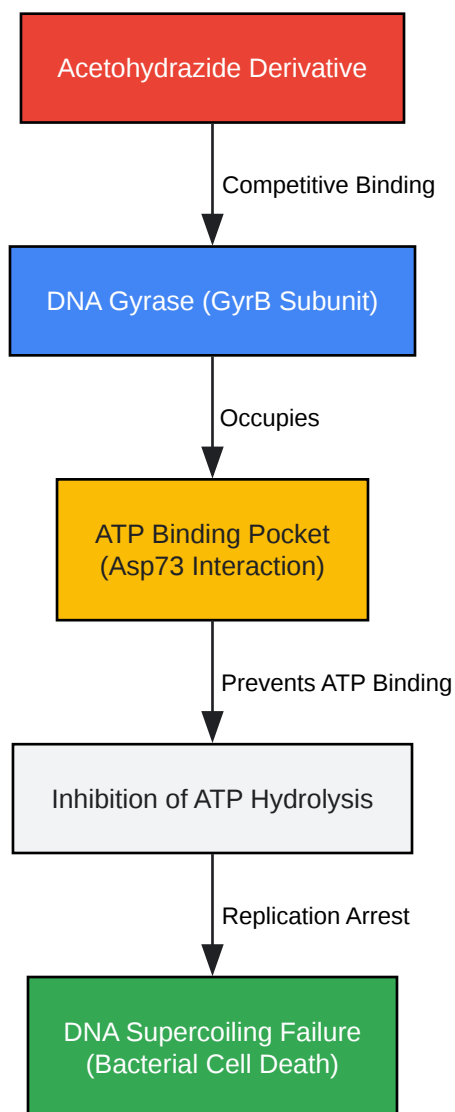 Acetohydrazide Derivative
Competitive Binding
DNA Gyrase (GyrB Subunit)
Occupies
ATP Binding Pocket
(Asp73 Interaction)
Prevents ATP Binding
Inhibition of ATP Hydrolysis
Replication Arrest
DNA Supercoiling Failure
(Bacterial Cell Death)